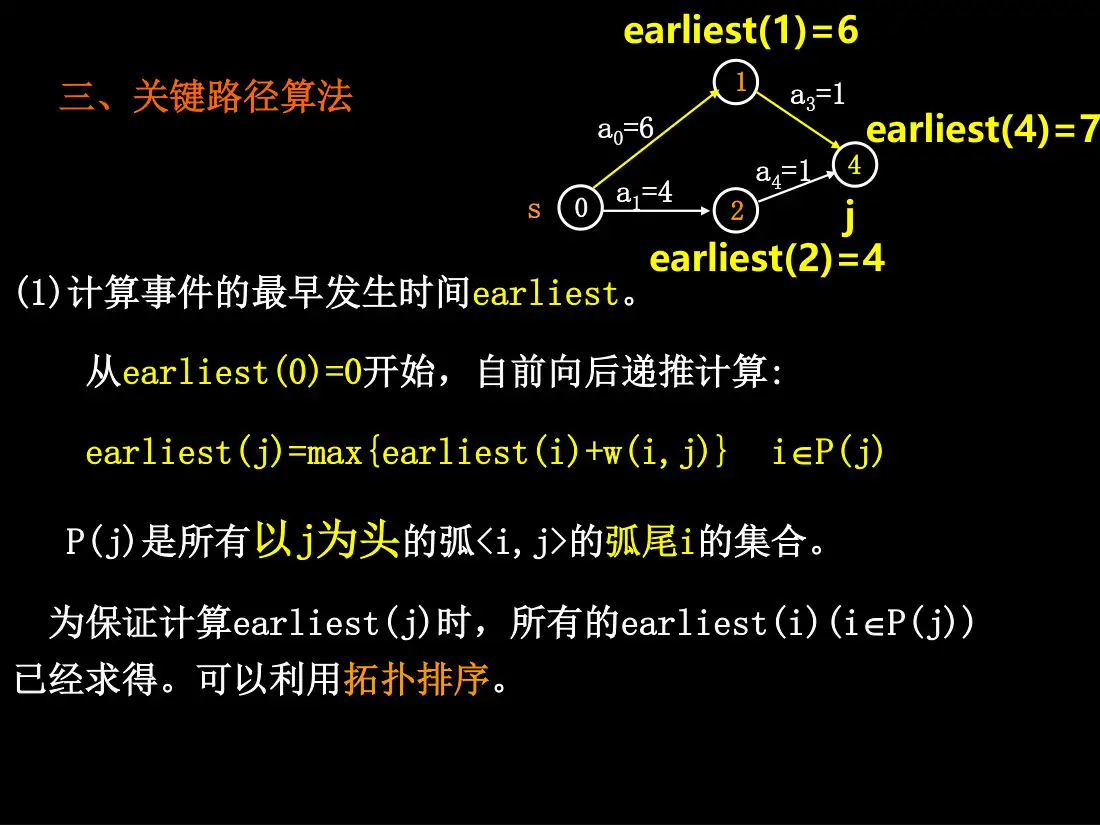 earliest(1)=6
三、关键路径算法
1
a3=1
a0=6
earliest(4)=7
a4=1
4
s
0
a1=4
2
j
earliest(2)=4
(1)计算事件的最早发生时间earliest。
从earliest(0)=0开始，自前向后递推计算:
earliest(j)=max{earliest(i)+w(i,j)} i∈P(j)
P(j)是所有以j为头的弧<i,j>的弧尾i的集合。
为保证计算earliest(j)时，所有的earliest(i)(i∈P(j))
已经求得。可以利用拓扑排序。